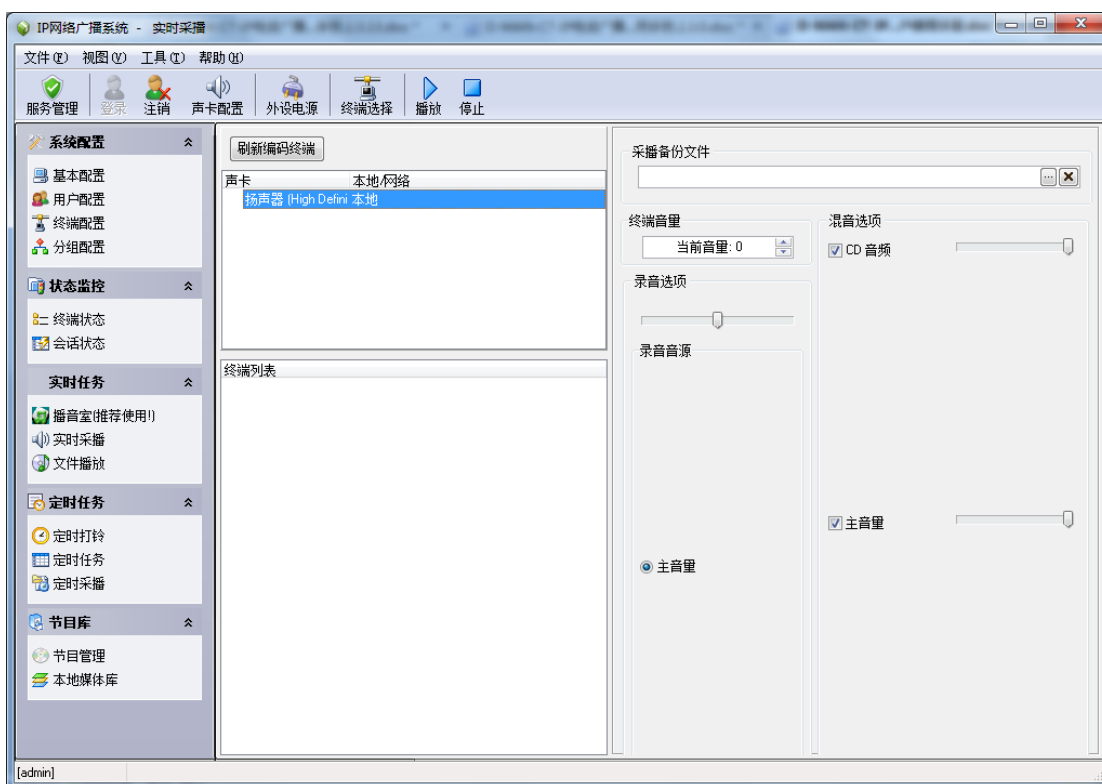 IP网络广播系统 - 实时采播
文件(F) 视图(V) 工具(T) 帮助(H)
服务管理 登录 注销 声卡配置 外设电源 终端选择 播放 停止
系统配置
基本配置
用户配置
终端配置
分组配置
状态监控
终端状态
会话状态
实时任务
播音室(推荐使用!)
实时采播
文件播放
定时任务
定时打铃
定时任务
定时采播
节目库
节目管理
本地媒体库
刷新编码终端
声卡 本地/网络
扬声器 (High Defini 本地
终端列表
采播备份文件
...
终端音量
当前音量: 0
录音选项
录音音源
主音量
混音选项
CD 音频
主音量
[admin]